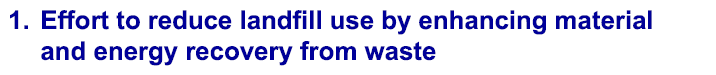 1. Effort to reduce landfill use by enhancing material
and energy recovery from waste